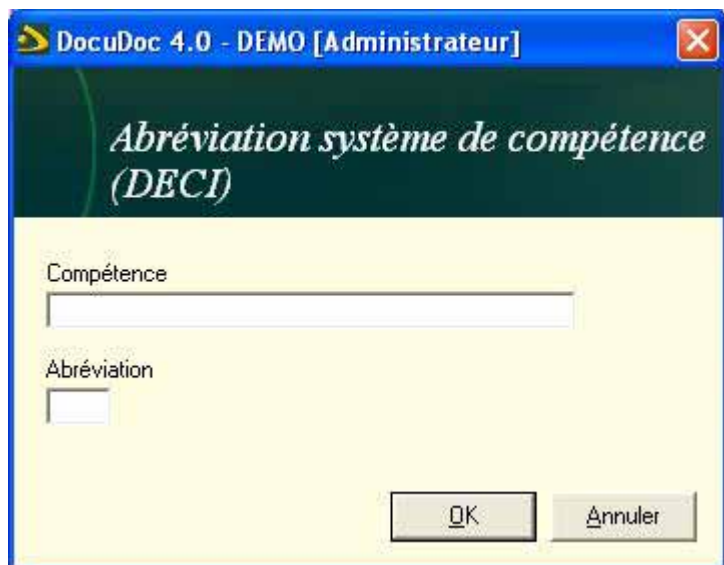 DocuDoc 4.0 - DEMO [Administrateur]
Abréviation système de compétence
(DECI)
Compétence
Abréviation
OK
Annuler